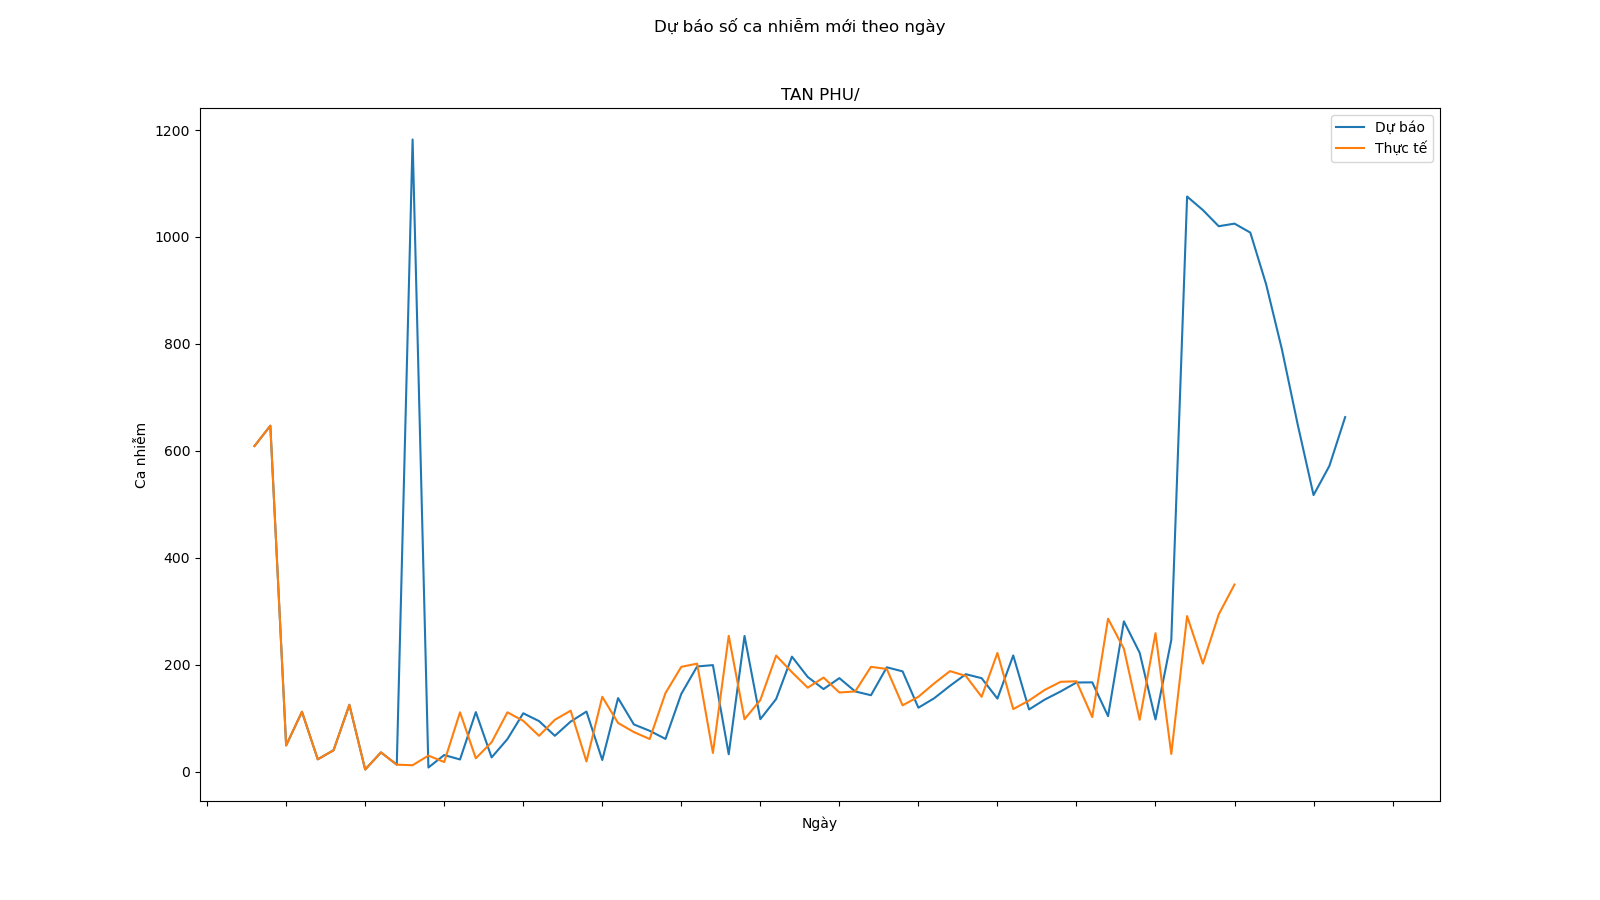 Dự báo số ca nhiễm mới theo ngày
TAN PHU/
Dự báo
Thực tế
1200
1000
800
600
400
200
0
Ca nhiễm
Ngày